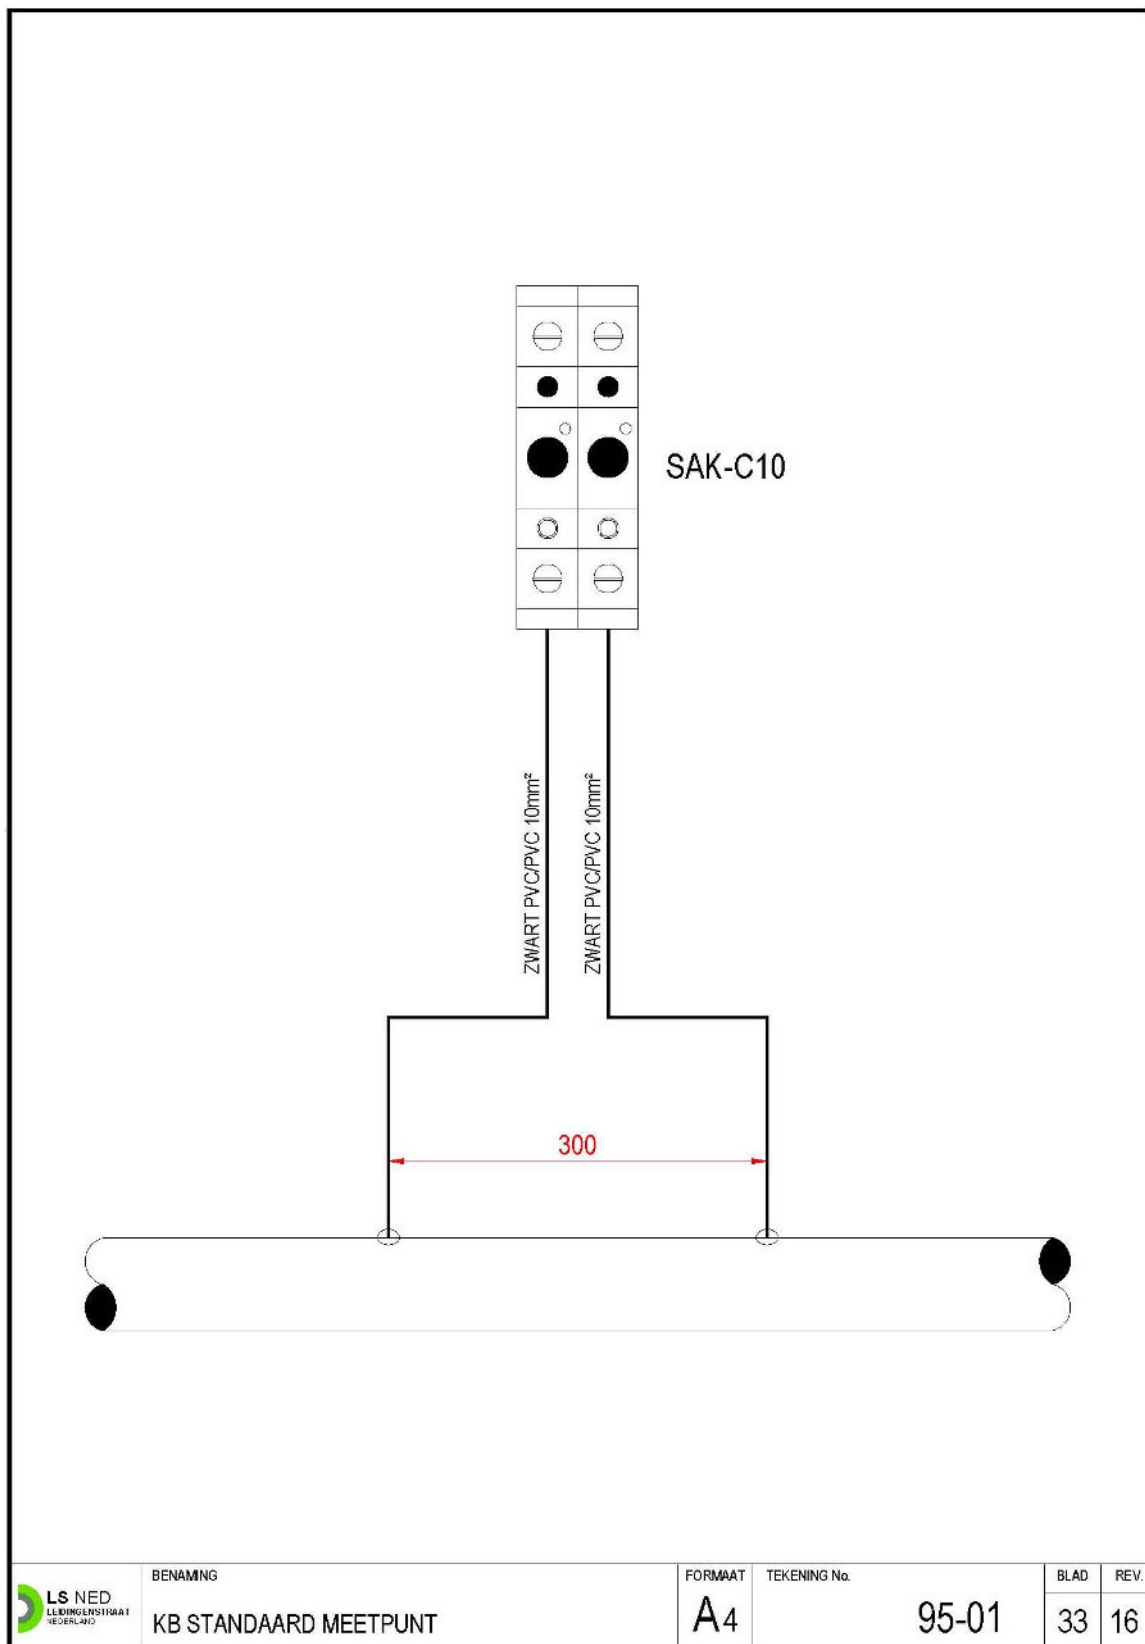 SAK-C10
ZWART PVC/PVC 10mm²
ZWART PVC/PVC 10mm²
300
LS NED
LEIDINGENSTRAAT
NEDERLAND
BENAMING
KB STANDAARD MEETPUNT
FORMAAT
A4
TEKENING No.
95-01
BLAD
33
REV.
16